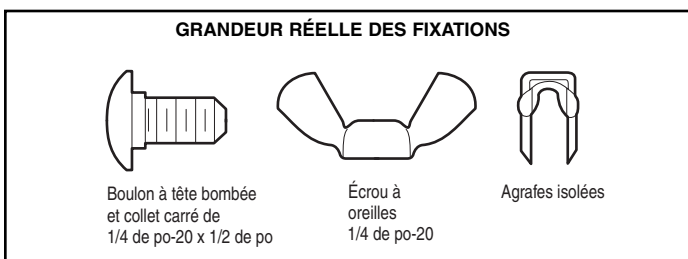 GRANDEUR RÉELLE DES FIXATIONS
Boulon à tête bombée
et collet carré de
1/4 de po-20 x 1/2 de po
Écrou à
oreilles
1/4 de po-20
Agrafes isolées